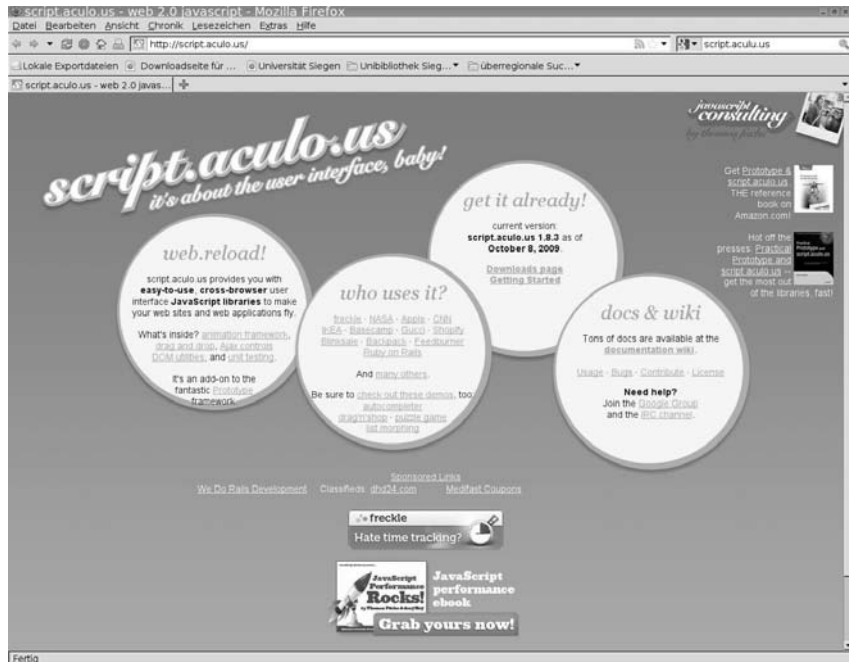 script.aculo.us - web 2.0 javascript - Mozilla Firefox
Datei Bearbeiten Ansicht Chronik Lesezeichen Extras Hilfe
http://script.aculo.us/
script.aculu.us
Lokale Exportdateien Downloadseite für ... Universität Siegen Unibibliothek Sieg... überregionale Suc...
script.aculo.us - web 2.0 javas...
javascript
consulting
by thomas fuchs
script.aculo.us
it's about the user interface, baby!
Get Prototype &
script.aculo.us:
THE reference
book on
Amazon.com!
Hot off the
presses: Practical
Prototype and
script.aculo.us --
get the most out
of the libraries, fast!
web.reload!
script.aculo.us provides you with
easy-to-use, cross-browser user
interface JavaScript libraries to make
your web sites and web applications fly.
What's inside? animation framework,
drag and drop, Ajax controls
DOM utilities, and unit testing.
It's an add-on to the
fantastic Prototype
framework.
get it already!
current version:
script.aculo.us 1.8.3 as of
October 8, 2009.
Downloads page
Getting Started
who uses it?
freckle · NASA · Apple · CNN
IKEA · Basecamp · Gucci · Shopify
Blinksale · Backpack · Feedburner
Ruby on Rails
And many others.
Be sure to check out these demos, too:
autocompleter
drag'n'shop · puzzle game
list morphing
docs & wiki
Tons of docs are available at the
documentation wiki.
Usage · Bugs · Contribute · License
Need help?
Join the Google Group
and the IRC channel.
Sponsored Links
We Do Rails Development Classifieds: dhd24.com Medifast Coupons
freckle
Hate time tracking?
JavaScript
Performance
Rocks!
JavaScript
performance
ebook
Grab yours now!
Fertig